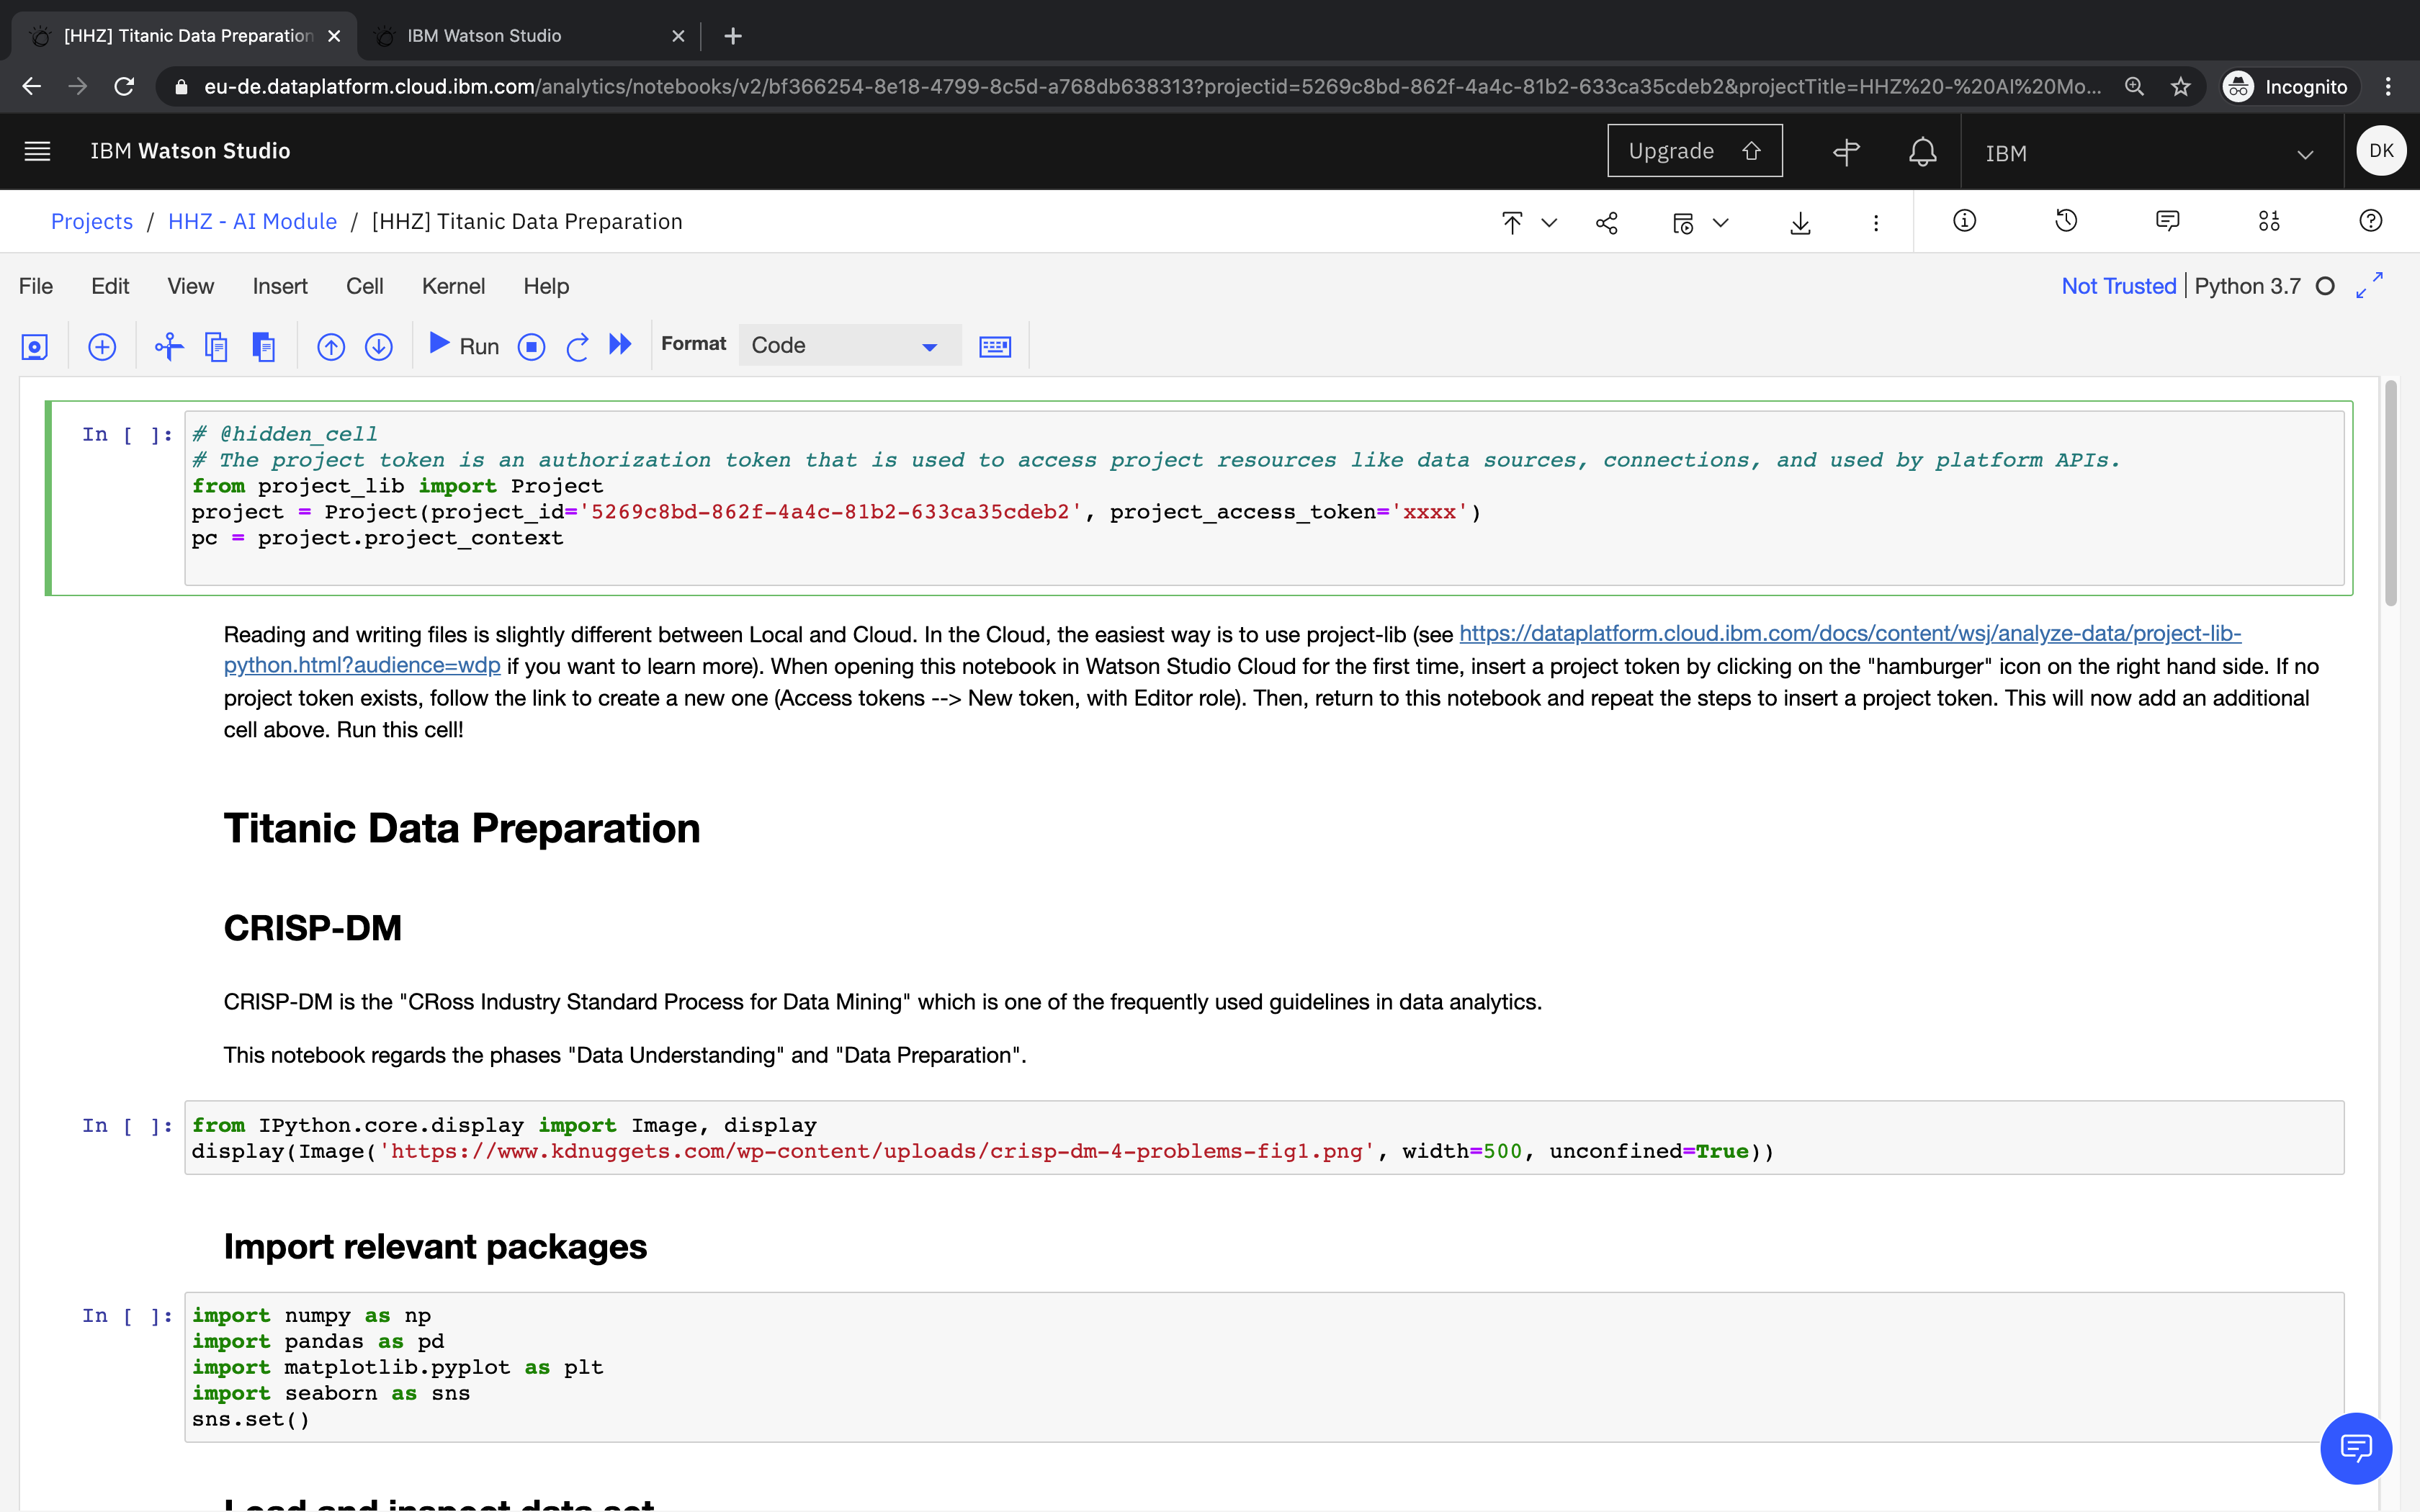 [HHZ] Titanic Data Preparation
IBM Watson Studio
eu-de.dataplatform.cloud.ibm.com/analytics/notebooks/v2/bf366254-8e18-4799-8c5d-a768db638313?projectid=5269c8bd-862f-4a4c-81b2-633ca35cdeb2&projectTitle=HHZ%20-%20AI%20Mo...
Incognito
IBM Watson Studio
Upgrade
IBM
DK
Projects / HHZ - AI Module / [HHZ] Titanic Data Preparation
File Edit View Insert Cell Kernel Help
Not Trusted | Python 3.7
Run
Format
Code
In [ ]:
# @hidden_cell
# The project token is an authorization token that is used to access project resources like data sources, connections, and used by platform APIs.
from project_lib import Project
project = Project(project_id='5269c8bd-862f-4a4c-81b2-633ca35cdeb2', project_access_token='xxxx')
pc = project.project_context
Reading and writing files is slightly different between Local and Cloud. In the Cloud, the easiest way is to use project-lib (see https://dataplatform.cloud.ibm.com/docs/content/wsj/analyze-data/project-lib-
python.html?audience=wdp if you want to learn more). When opening this notebook in Watson Studio Cloud for the first time, insert a project token by clicking on the "hamburger" icon on the right hand side. If no
project token exists, follow the link to create a new one (Access tokens --> New token, with Editor role). Then, return to this notebook and repeat the steps to insert a project token. This will now add an additional
cell above. Run this cell!
Titanic Data Preparation
CRISP-DM
CRISP-DM is the "CRoss Industry Standard Process for Data Mining" which is one of the frequently used guidelines in data analytics.
This notebook regards the phases "Data Understanding" and "Data Preparation".
In [ ]:
from IPython.core.display import Image, display
display(Image('https://www.kdnuggets.com/wp-content/uploads/crisp-dm-4-problems-fig1.png', width=500, unconfined=True))
Import relevant packages
In [ ]:
import numpy as np
import pandas as pd
import matplotlib.pyplot as plt
import seaborn as sns
sns.set()
Load and inspect data set